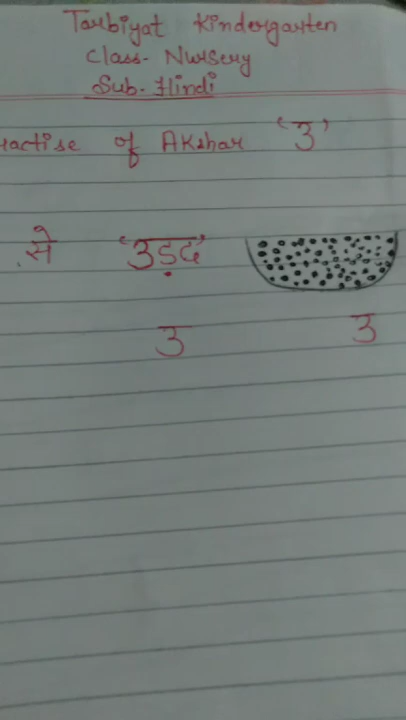 Tarbiyat Kindergarten
Class- Nursery
Sub- Hindi
ractise of Akshar 'उ'
से 'उड़द'
उ उ